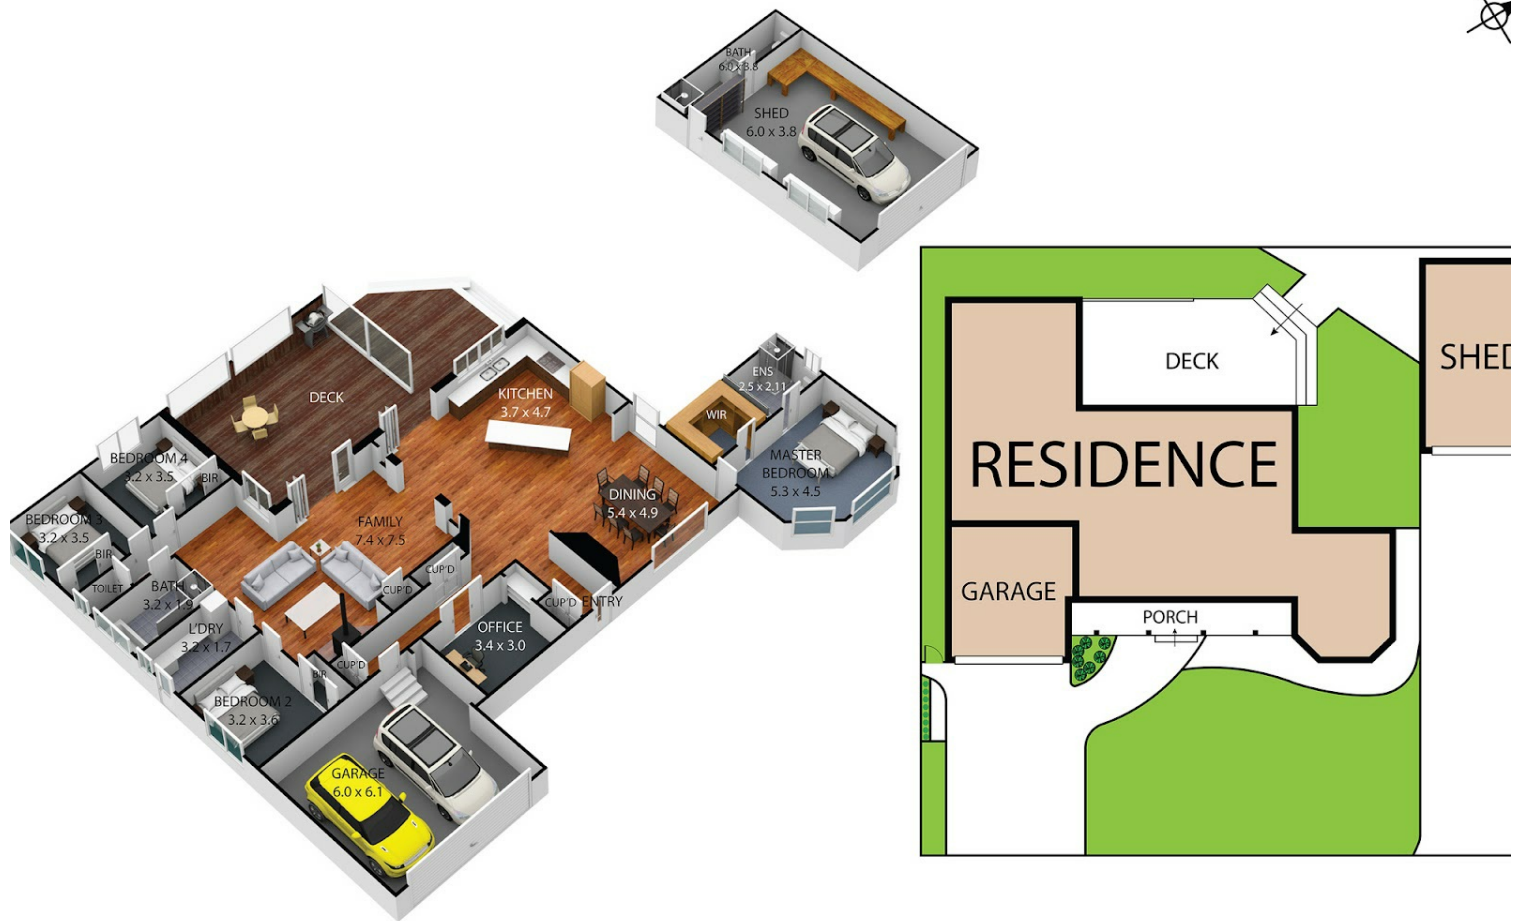 BATH
6.0 x 3.8
SHED
6.0 x 3.8
DECK
KITCHEN
3.7 x 4.7
ENS
2.5 x 2.11
WIR
MASTER
BEDROOM
5.3 x 4.5
BEDROOM 4
3.2 x 3.5
BIR
BEDROOM 3
3.2 x 3.5
BIR
FAMILY
7.4 x 7.5
DINING
5.4 x 4.9
TOILET
BATH
3.2 x 1.9
CUP'D
CUP'D
CUP'D
ENTRY
L'DRY
3.2 x 1.7
OFFICE
3.4 x 3.0
CUP'D
BIR
BEDROOM 2
3.2 x 3.6
GARAGE
6.0 x 6.1
DECK
SHED
RESIDENCE
GARAGE
PORCH